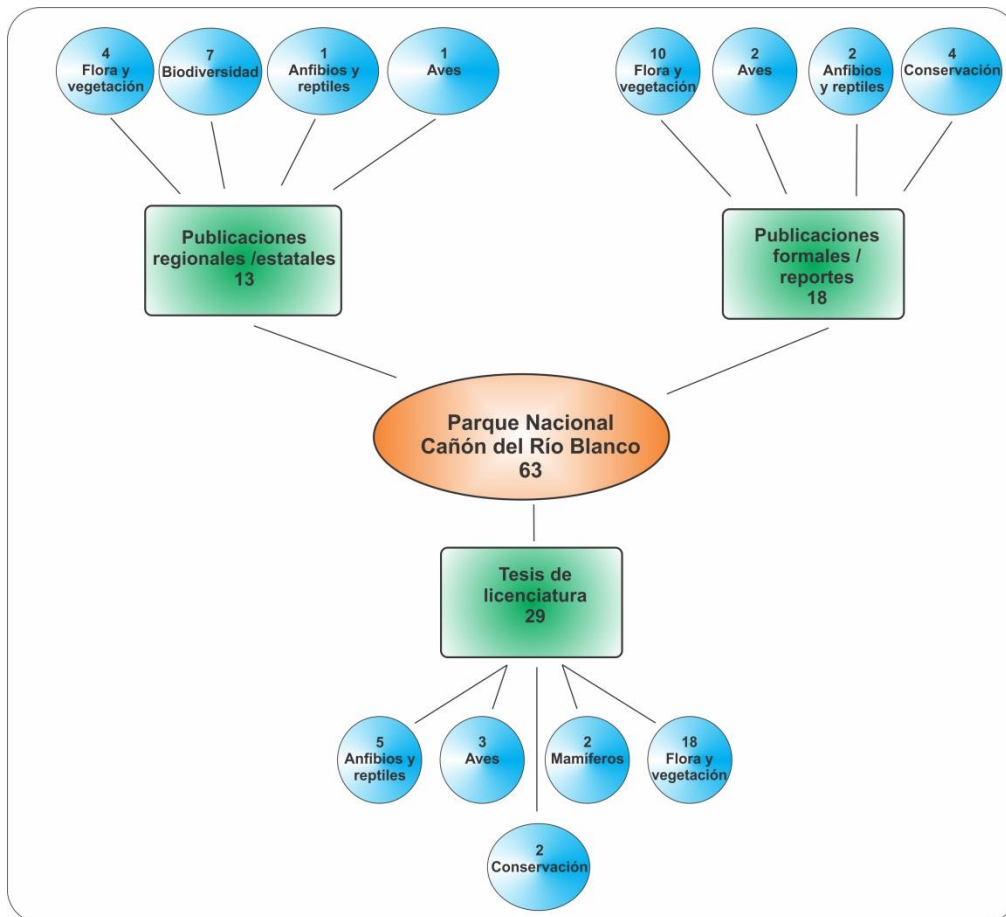 4
Flora y
vegetación
7
Biodiversidad
1
Anfibios y
reptiles
1
Aves
10
Flora y
vegetación
2
Aves
2
Anfibios
y reptiles
4
Conservación
Publicaciones
regionales /estatales
13
Publicaciones
formales /
reportes
18
Parque Nacional
Cañón del Río Blanco
63
Tesis de
licenciatura
29
5
Anfibios y
reptiles
3
Aves
2
Mamíferos
18
Flora y
vegetación
2
Conservación